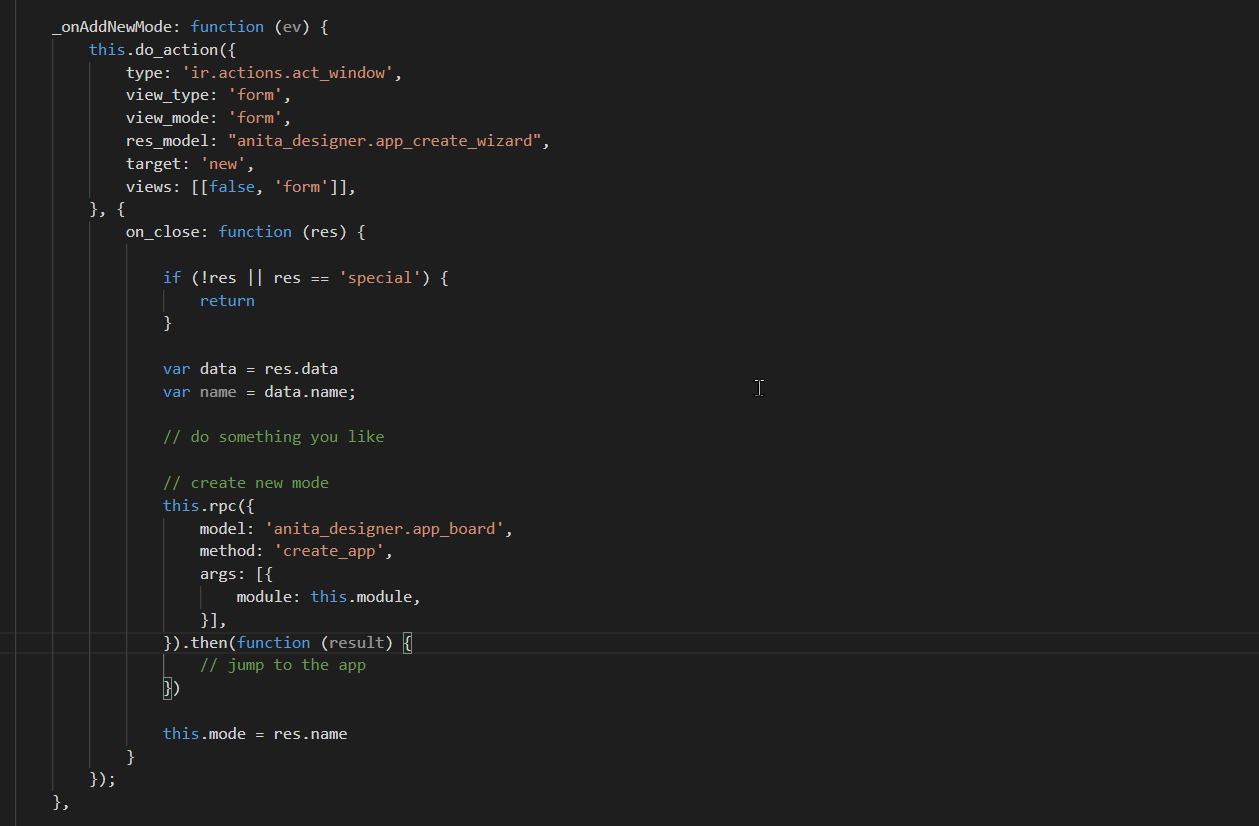 _onAddNewMode: function (ev) {
this.do_action({
type: 'ir.actions.act_window',
view_type: 'form',
view_mode: 'form',
res_model: "anita_designer.app_create_wizard",
target: 'new',
views: [[false, 'form']],
}, {
on_close: function (res) {
if (!res || res == 'special') {
return
}
var data = res.data
var name = data.name;
// do something you like
// create new mode
this.rpc({
model: 'anita_designer.app_board',
method: 'create_app',
args: [{
module: this.module,
}],
}).then(function (result) {
// jump to the app
})
this.mode = res.name
}
});
},